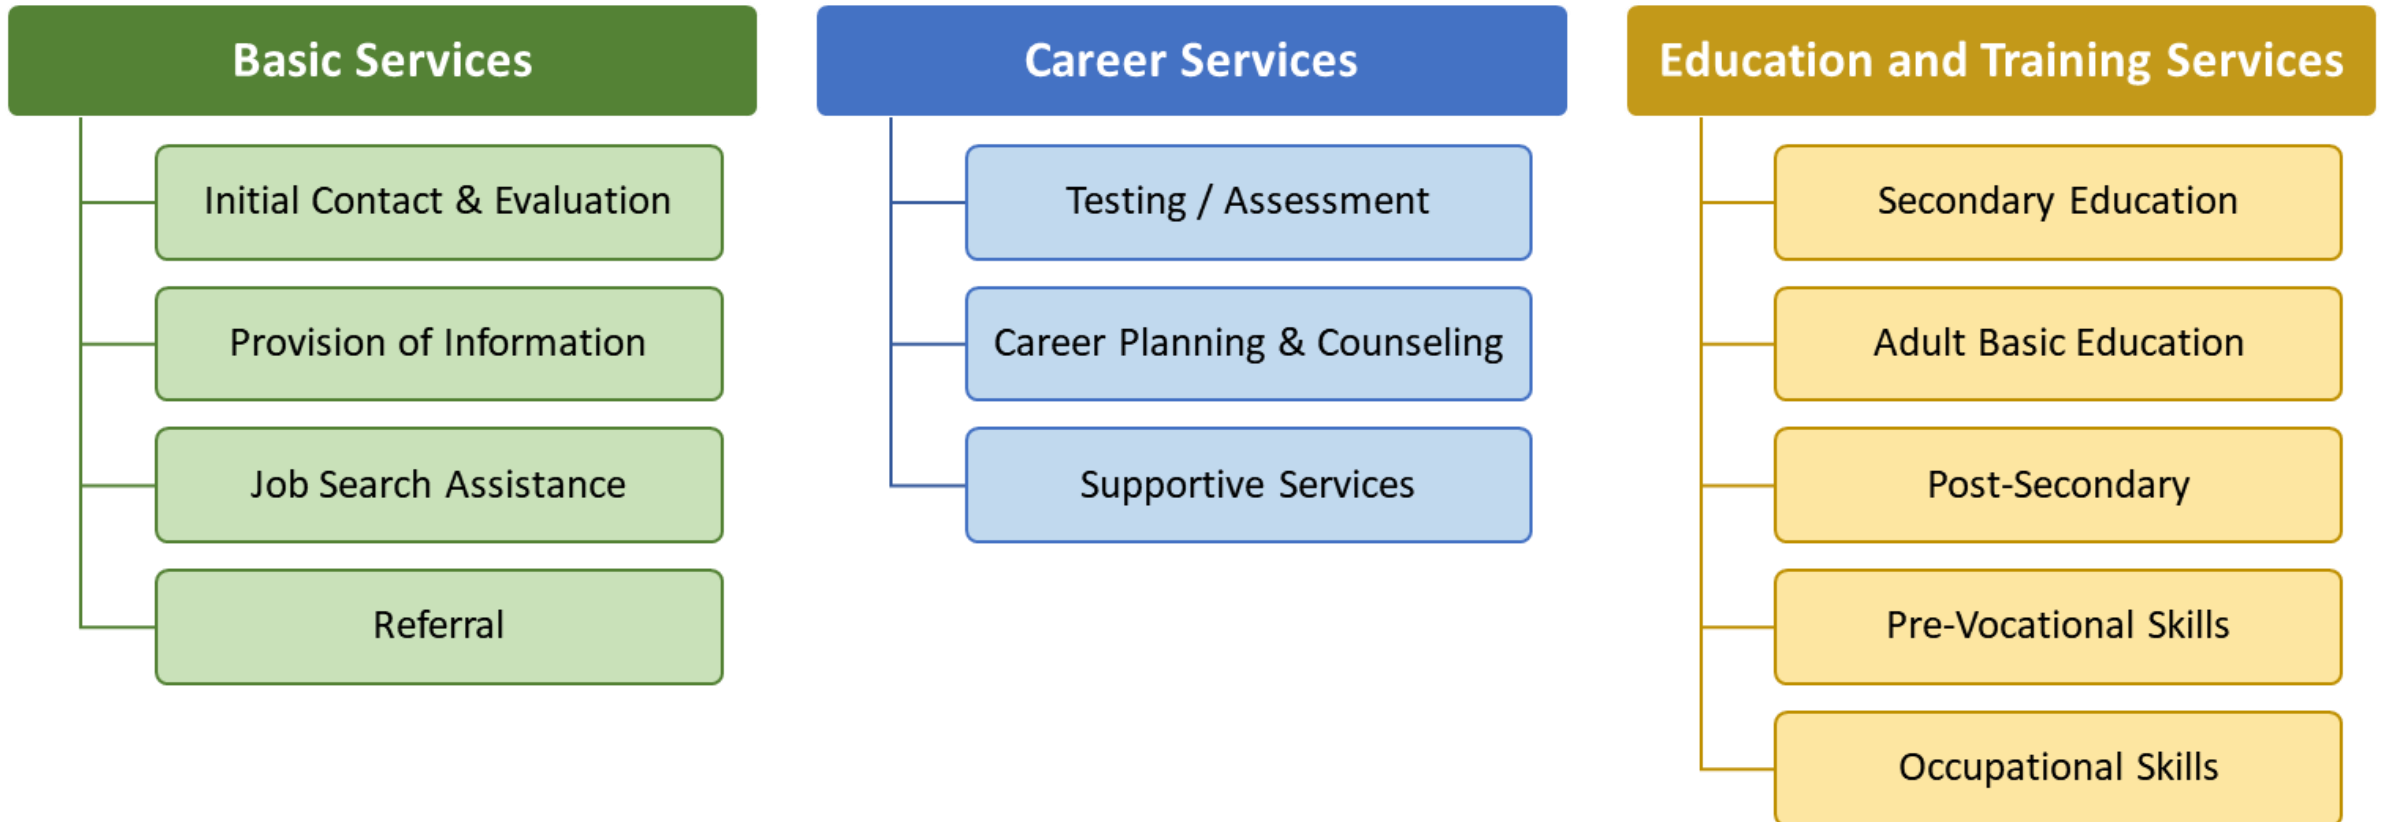 Basic Services
Initial Contact & Evaluation
Provision of Information
Job Search Assistance
Referral
Career Services
Testing / Assessment
Career Planning & Counseling
Supportive Services
Education and Training Services
Secondary Education
Adult Basic Education
Post-Secondary
Pre-Vocational Skills
Occupational Skills